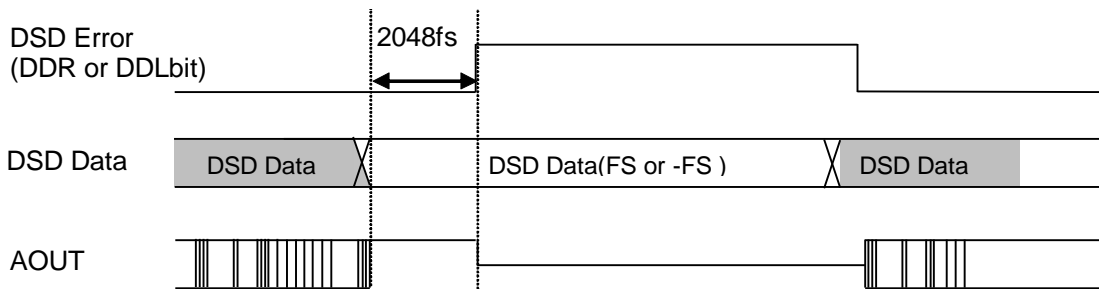 DSD Error
(DDR or DDLbit)
2048fs
DSD Data
DSD Data
DSD Data(FS or -FS )
DSD Data
AOUT